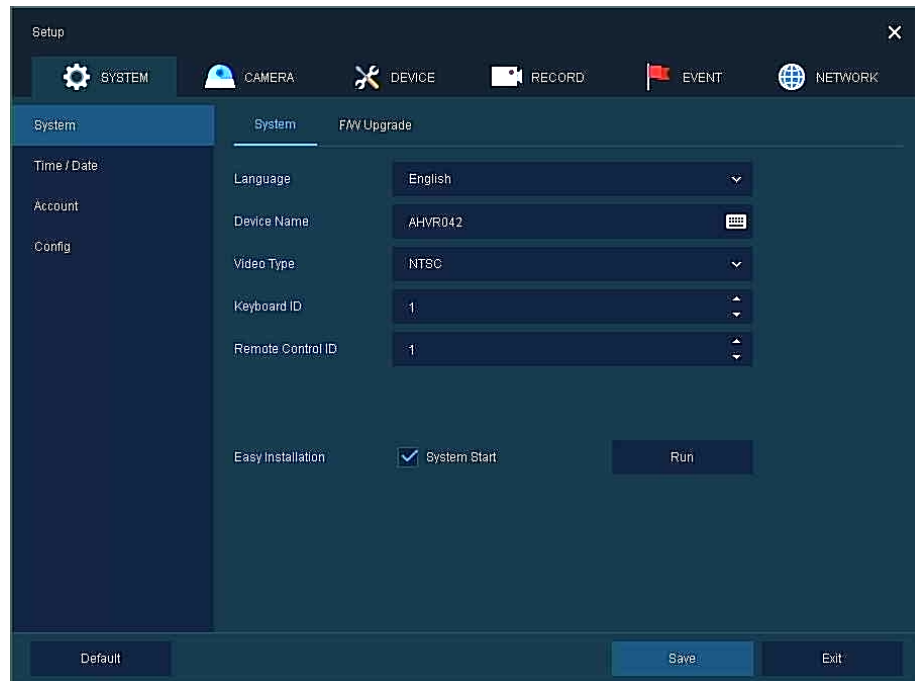 Setup
SYSTEM CAMERA DEVICE RECORD EVENT NETWORK
System
Time / Date
Account
Config
System F/W Upgrade
Language English
Device Name AHVR042
Video Type NTSC
Keyboard ID 1
Remote Control ID 1
Easy Installation System Start Run
Default Save Exit